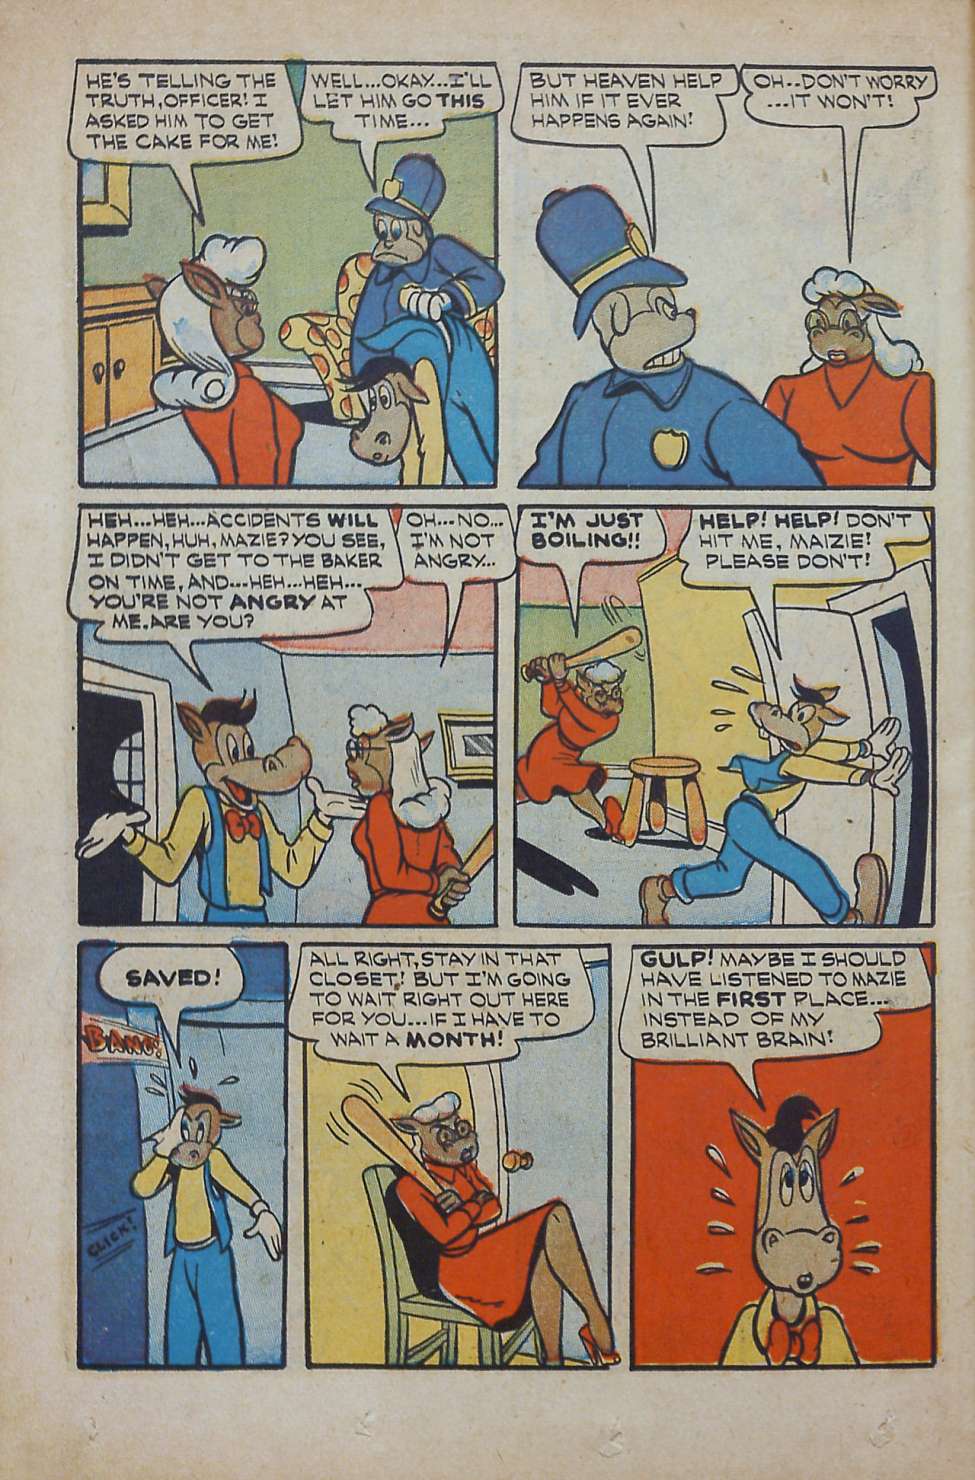 HE'S TELLING THE
TRUTH, OFFICER! I
ASKED HIM TO GET
THE CAKE FOR ME!
WELL...OKAY...I'LL
LET HIM GO THIS
TIME...
BUT HEAVEN HELP
HIM IF IT EVER
HAPPENS AGAIN!
OH--DON'T WORRY
...IT WON'T!
HEH...HEH...ACCIDENTS WILL
HAPPEN, HUH, MAZIE? YOU SEE,
I DIDN'T GET TO THE BAKER
ON TIME, AND...HEH...HEH...
YOU'RE NOT ANGRY AT
ME. ARE YOU?
OH...NO...
I'M NOT
ANGRY...
I'M JUST
BOILING!!
HELP! HELP! DON'T
HIT ME, MAIZIE!
PLEASE DON'T!
SAVED!
BANG!
CLICK!
ALL RIGHT, STAY IN THAT
CLOSET! BUT I'M GOING
TO WAIT RIGHT OUT HERE
FOR YOU...IF I HAVE TO
WAIT A MONTH!
GULP! MAYBE I SHOULD
HAVE LISTENED TO MAZIE
IN THE FIRST PLACE...
INSTEAD OF MY
BRILLIANT BRAIN!